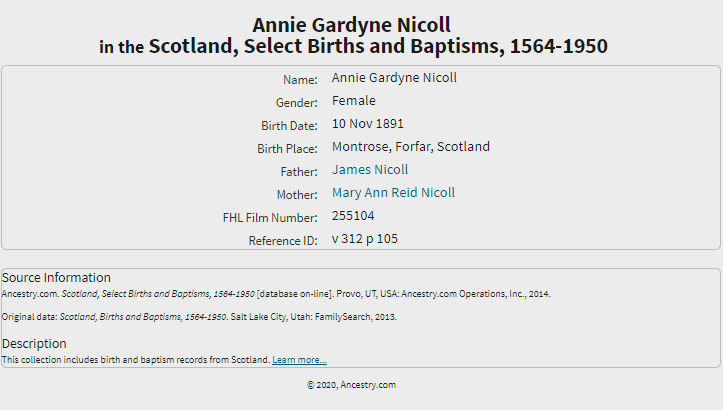 Annie Gardyne Nicoll
in the Scotland, Select Births and Baptisms, 1564-1950
Name: Annie Gardyne Nicoll
Gender: Female
Birth Date: 10 Nov 1891
Birth Place: Montrose, Forfar, Scotland
Father: James Nicoll
Mother: Mary Ann Reid Nicoll
FHL Film Number: 255104
Reference ID: v 312 p 105
Source Information
Ancestry.com. Scotland, Select Births and Baptisms, 1564-1950 [database on-line]. Provo, UT, USA: Ancestry.com Operations, Inc., 2014.
Original data: Scotland, Births and Baptisms, 1564-1950. Salt Lake City, Utah: FamilySearch, 2013.
Description
This collection includes birth and baptism records from Scotland. Learn more...
© 2020, Ancestry.com